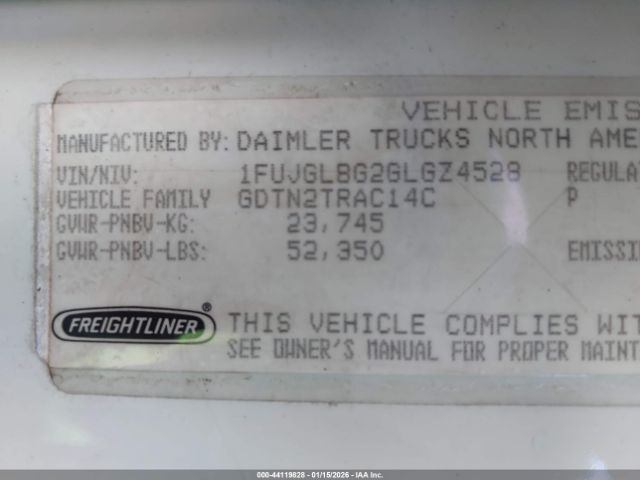 VEHICLE EMIS
MANUFACTURED BY: DAIMLER TRUCKS NORTH AME
VIN/NIV: 1FUJGLBG2GLGZ4528 REGULAT
VEHICLE FAMILY GDTN2TRAC14C P
GVWR-PNBV-KG: 23,745
GVWR-PNBV-LBS: 52,350 EMISSI
FREIGHTLINER® THIS VEHICLE COMPLIES WIT
SEE OWNER'S MANUAL FOR PROPER MAINT
000-44119828 - 01/15/2026 - IAA Inc.